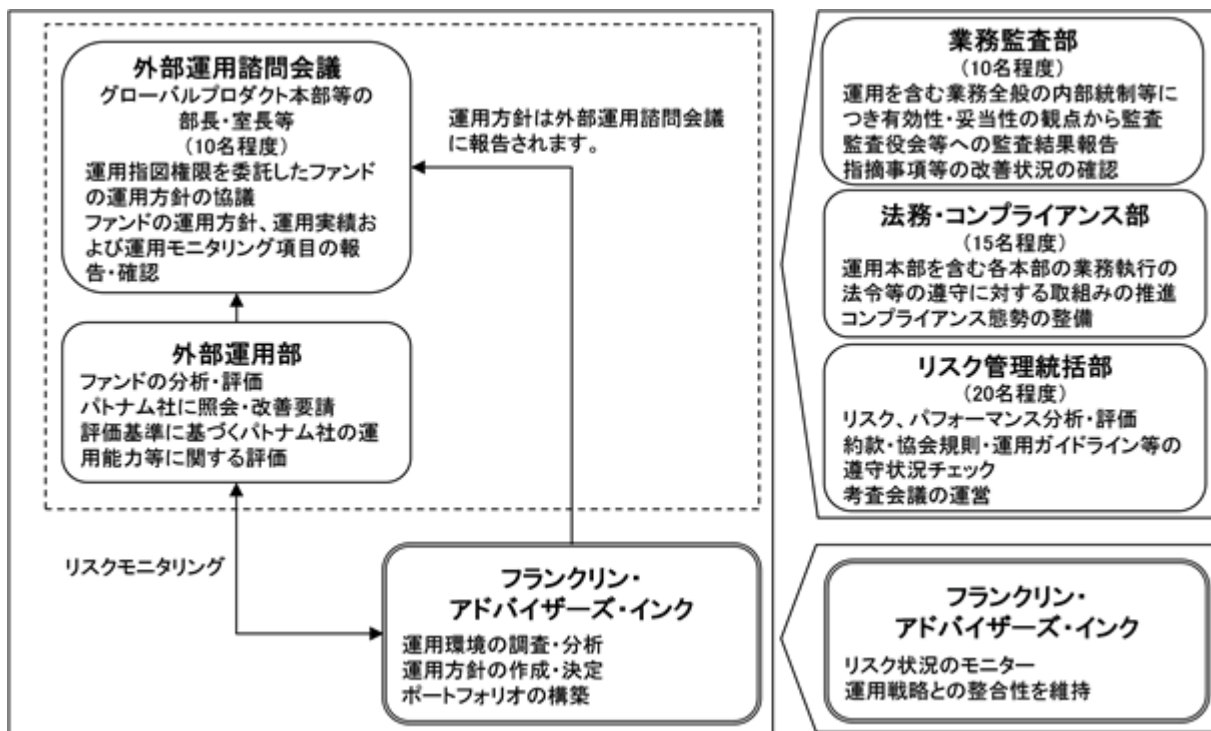 外部運用諮問会議
グローバルプロダクト本部等の
部長・室長等
(10名程度)
運用指図権限を委託したファンド
の運用方針の協議
ファンドの運用方針、運用実績お
よび運用モニタリング項目の報
告・確認
運用方針は外部運用諮問会議
に報告されます。
外部運用部
ファンドの分析・評価
パトナム社に照会・改善要請
評価基準に基づくパトナム社の運
用能力等に関する評価
リスクモニタリング
フランクリン・
アドバイザーズ・インク
運用環境の調査・分析
運用方針の作成・決定
ポートフォリオの構築
業務監査部
(10名程度)
運用を含む業務全般の内部統制等に
つき有効性・妥当性の観点から監査
監査役会等への監査結果報告
指摘事項等の改善状況の確認
法務・コンプライアンス部
(15名程度)
運用本部を含む各本部の業務執行の
法令等の遵守に対する取組みの推進
コンプライアンス態勢の整備
リスク管理統括部
(20名程度)
リスク、パフォーマンス分析・評価
約款・協会規則・運用ガイドライン等の
遵守状況チェック
考査会議の運営
フランクリン・
アドバイザーズ・インク
リスク状況のモニター
運用戦略との整合性を維持